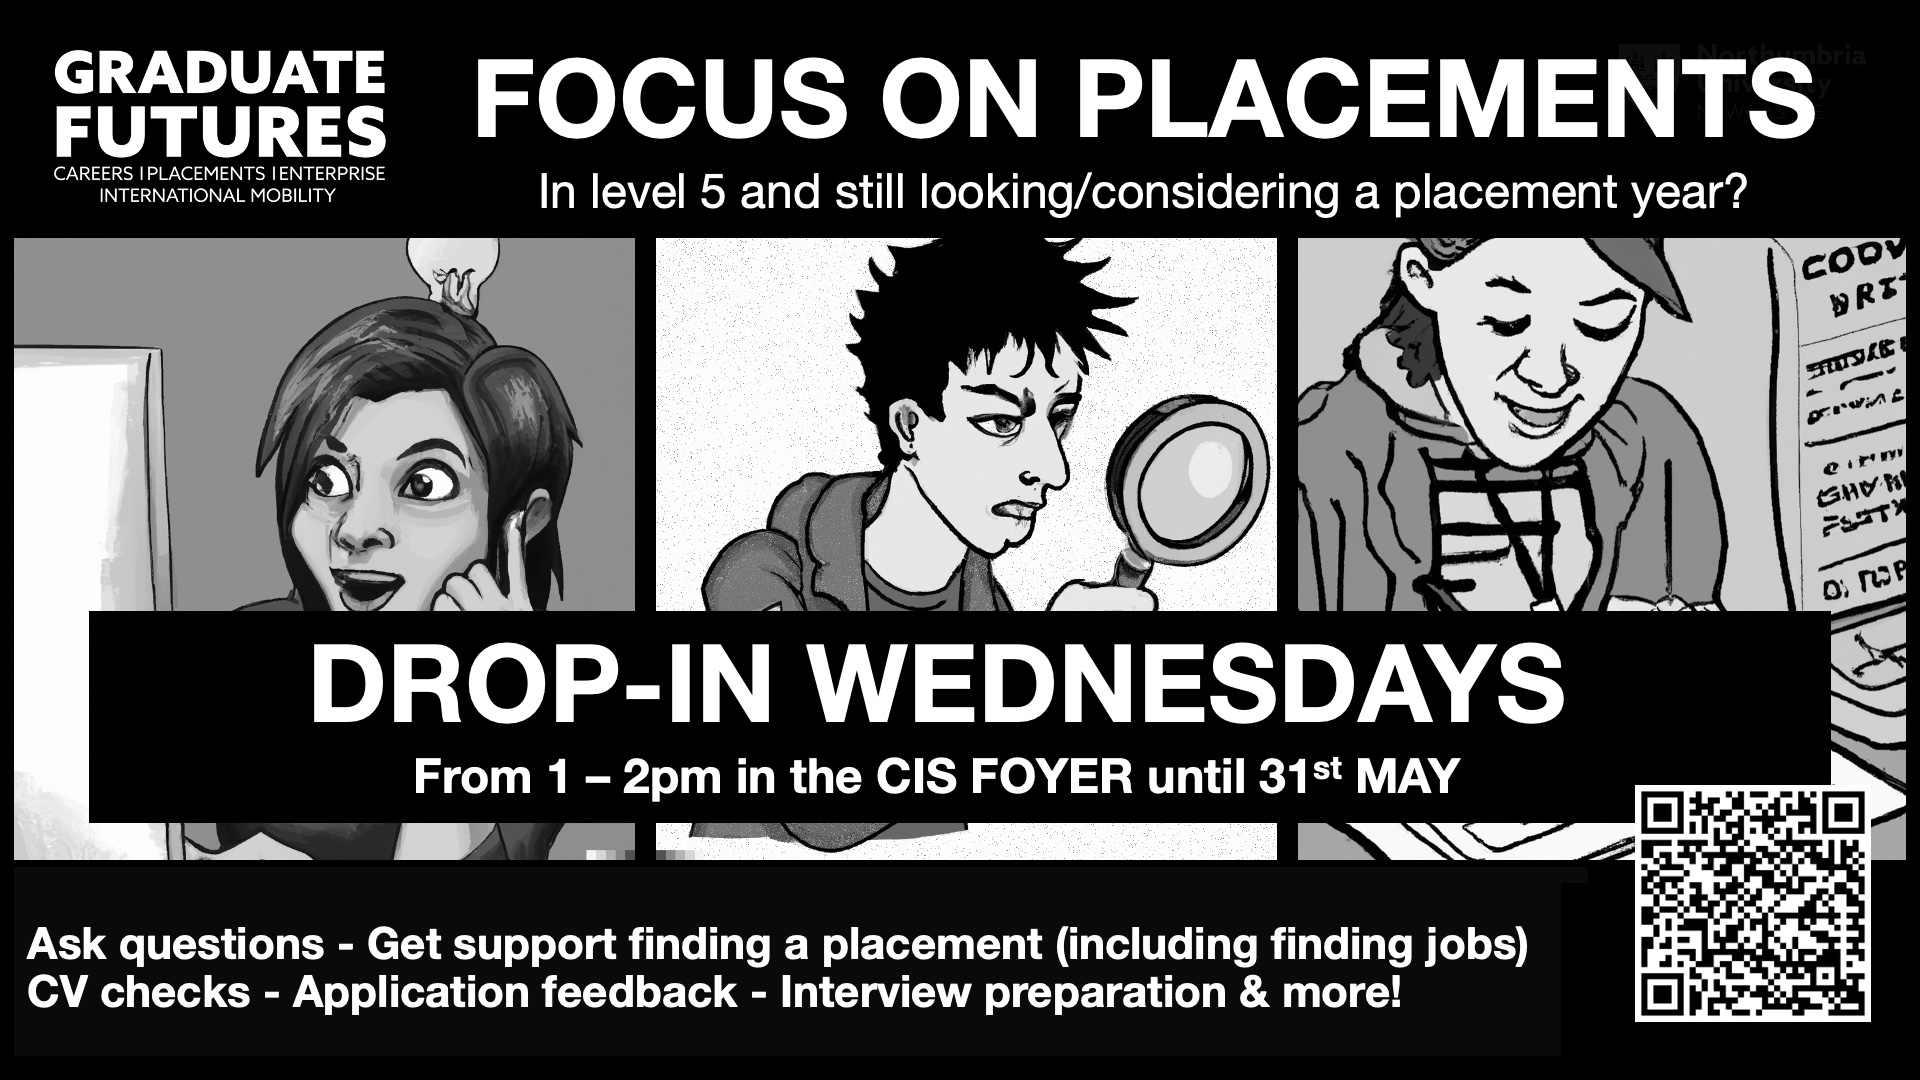 GRADUATE
FUTURES
CAREERS | PLACEMENTS | ENTERPRISE
INTERNATIONAL MOBILITY
FOCUS ON PLACEMENTS
Northumbria
University
In level 5 and still looking/considering a placement year?
DROP-IN WEDNESDAYS
From 1 – 2pm in the CIS FOYER until 31st MAY
Ask questions - Get support finding a placement (including finding jobs)
CV checks - Application feedback - Interview preparation & more!